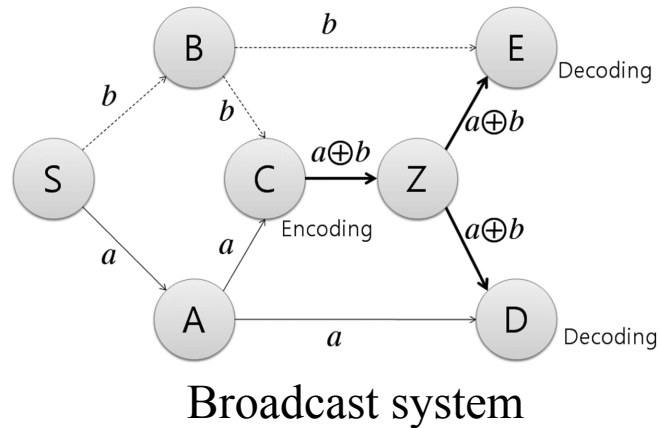 b
B
E
Decoding
b
b
a⊕b
a⊕b
S
C
Z
Encoding
a
a
a⊕b
A
a
D
Decoding
Broadcast system